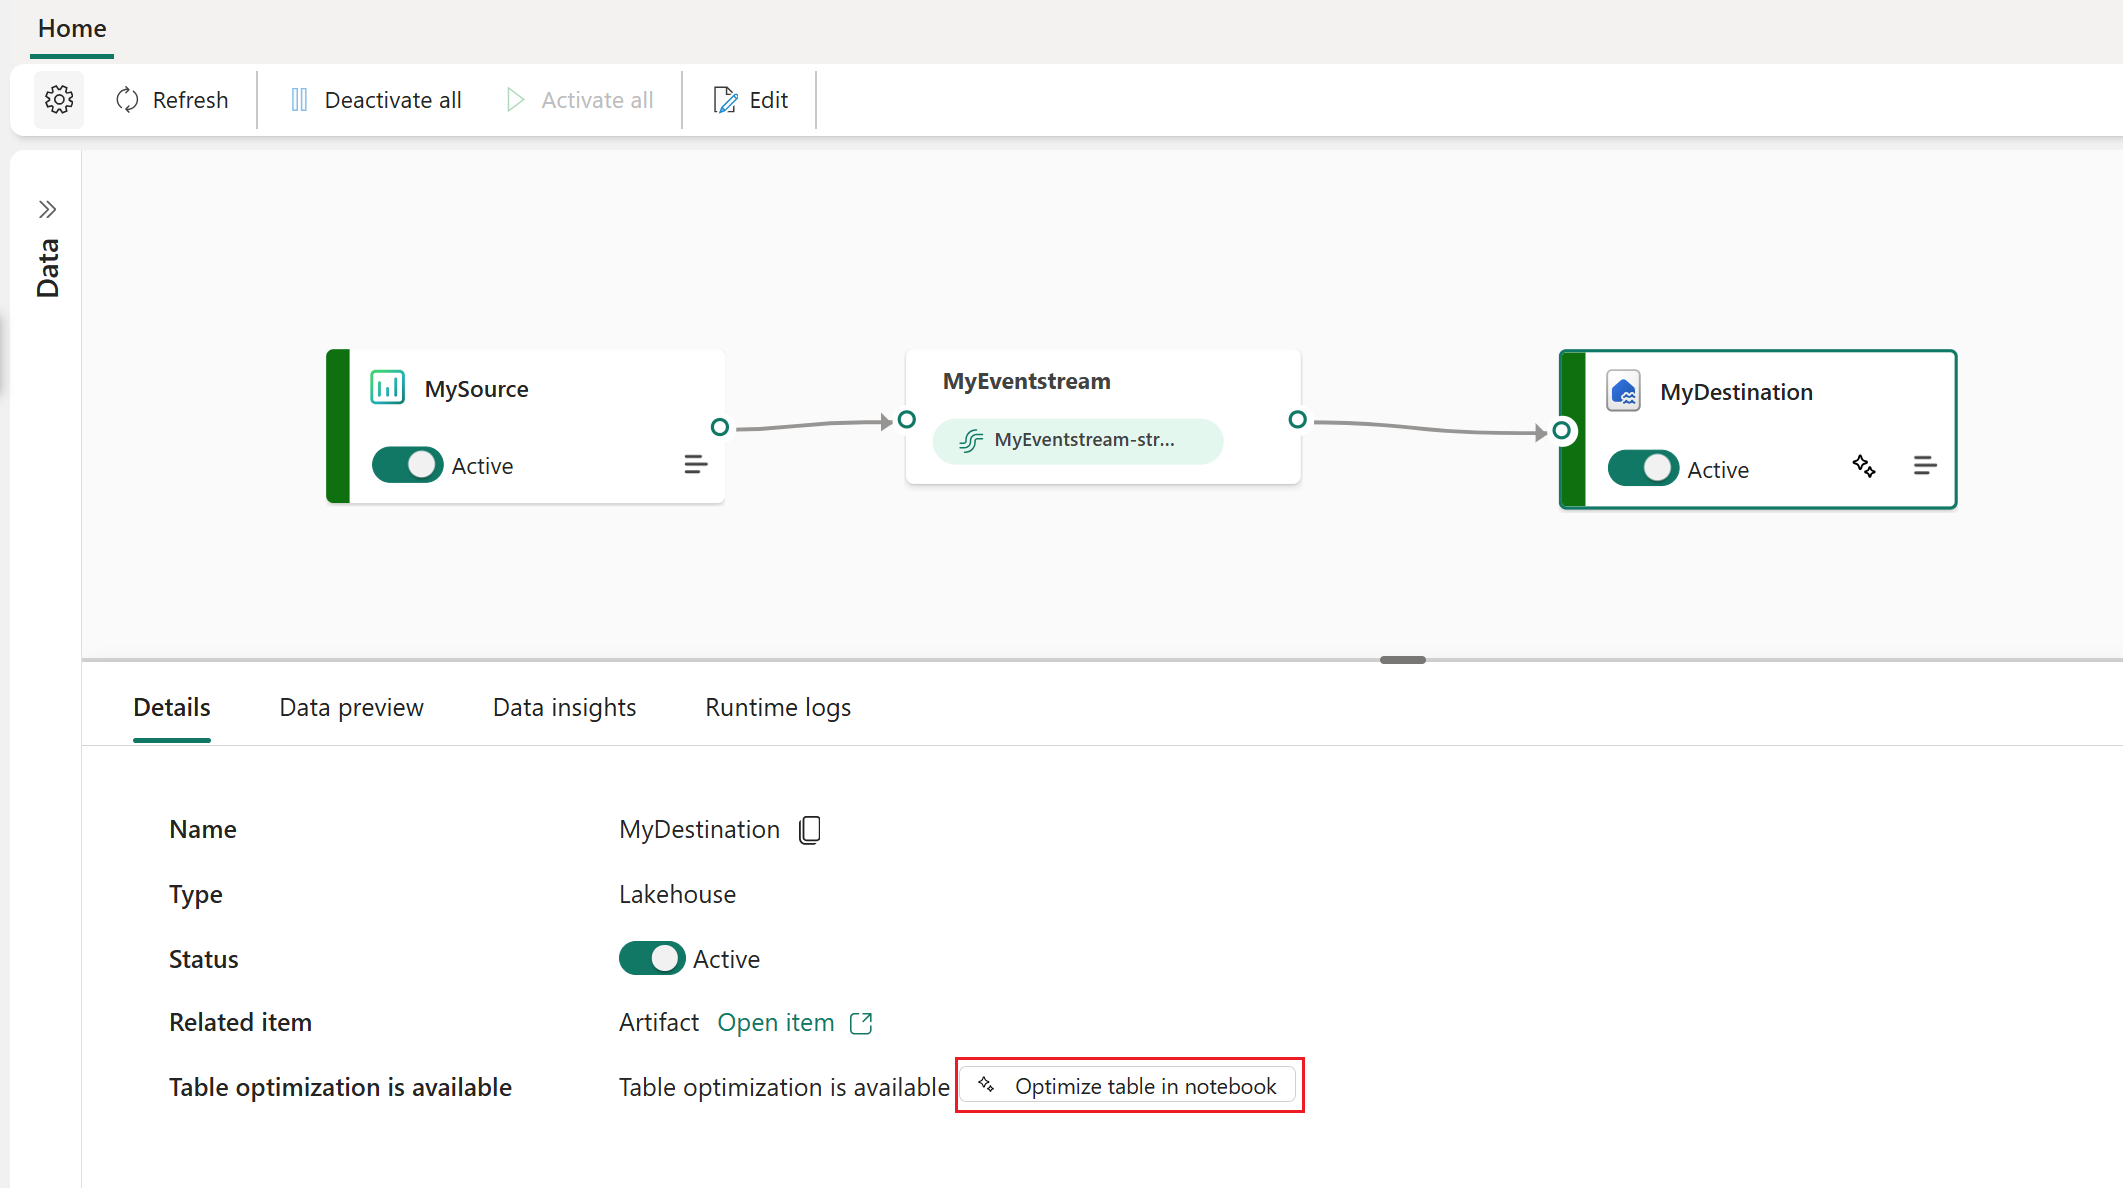 Home
Refresh
Deactivate all
Activate all
Edit
Data
MySource
Active
MyEventstream
MyEventstream-str...
MyDestination
Active
Details
Data preview
Data insights
Runtime logs
Name
MyDestination
Type
Lakehouse
Status
Active
Related item
Artifact Open item
Table optimization is available
Table optimization is available
Optimize table in notebook